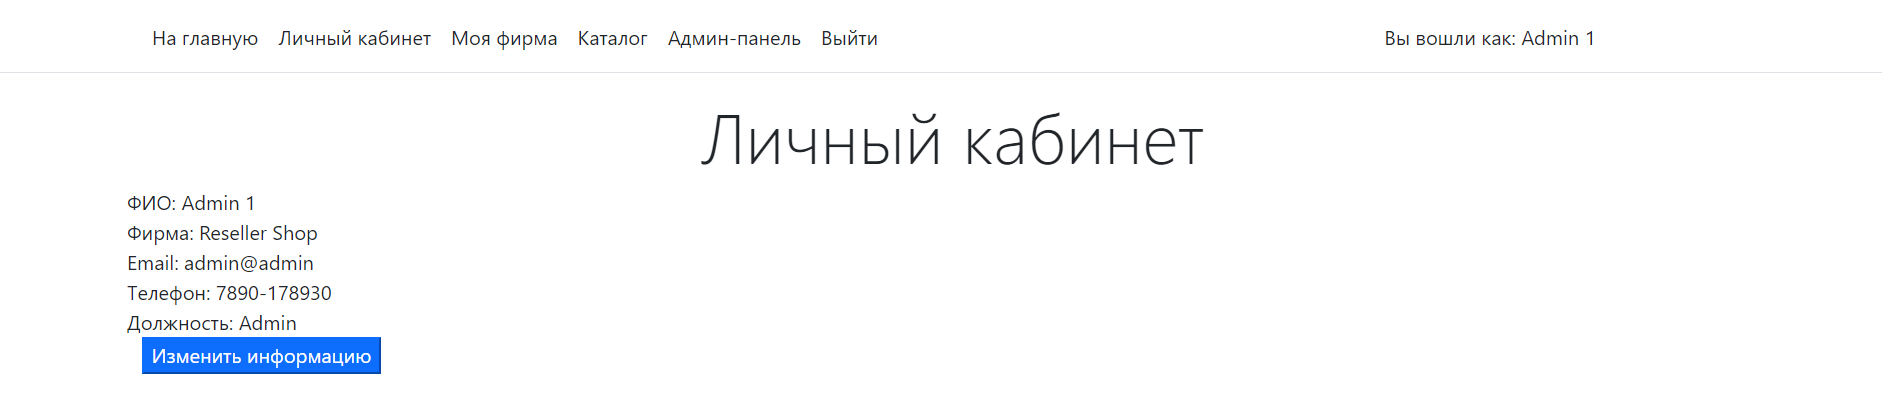 На главную Личный кабинет Моя фирма Каталог Админ-панель Выйти Вы вошли как: Admin 1
Личный кабинет
ФИО: Admin 1
Фирма: Reseller Shop
Email: admin@admin
Телефон: 7890-178930
Должность: Admin
Изменить информацию